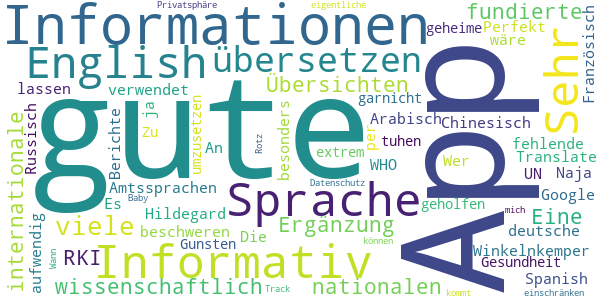 Privatsphäre eigentliche
Informationen geheime fundierte
Perfekt
English übersetzen wäre Sehr Französisch
lassen verwendet Übersichten
gute App
garnicht
internationale Russisch Berichte ja umzusetzen besonders per Arabisch Chinesisch
Zu An Rotz extrem tuhen Wer fehlende
WHO Translate
Amtssprachen Datenschutz UN Naja
Es Baby Sprache geholfen Google
aufwendig Hildegard Eine
viele beschweren Die Ergänzung mich deutsche
Gunsten können Winkelnkemper
RKI Wann Informativ Gesundheit
Spanish
wissenschaftlich Track nationalen kommt einschränken